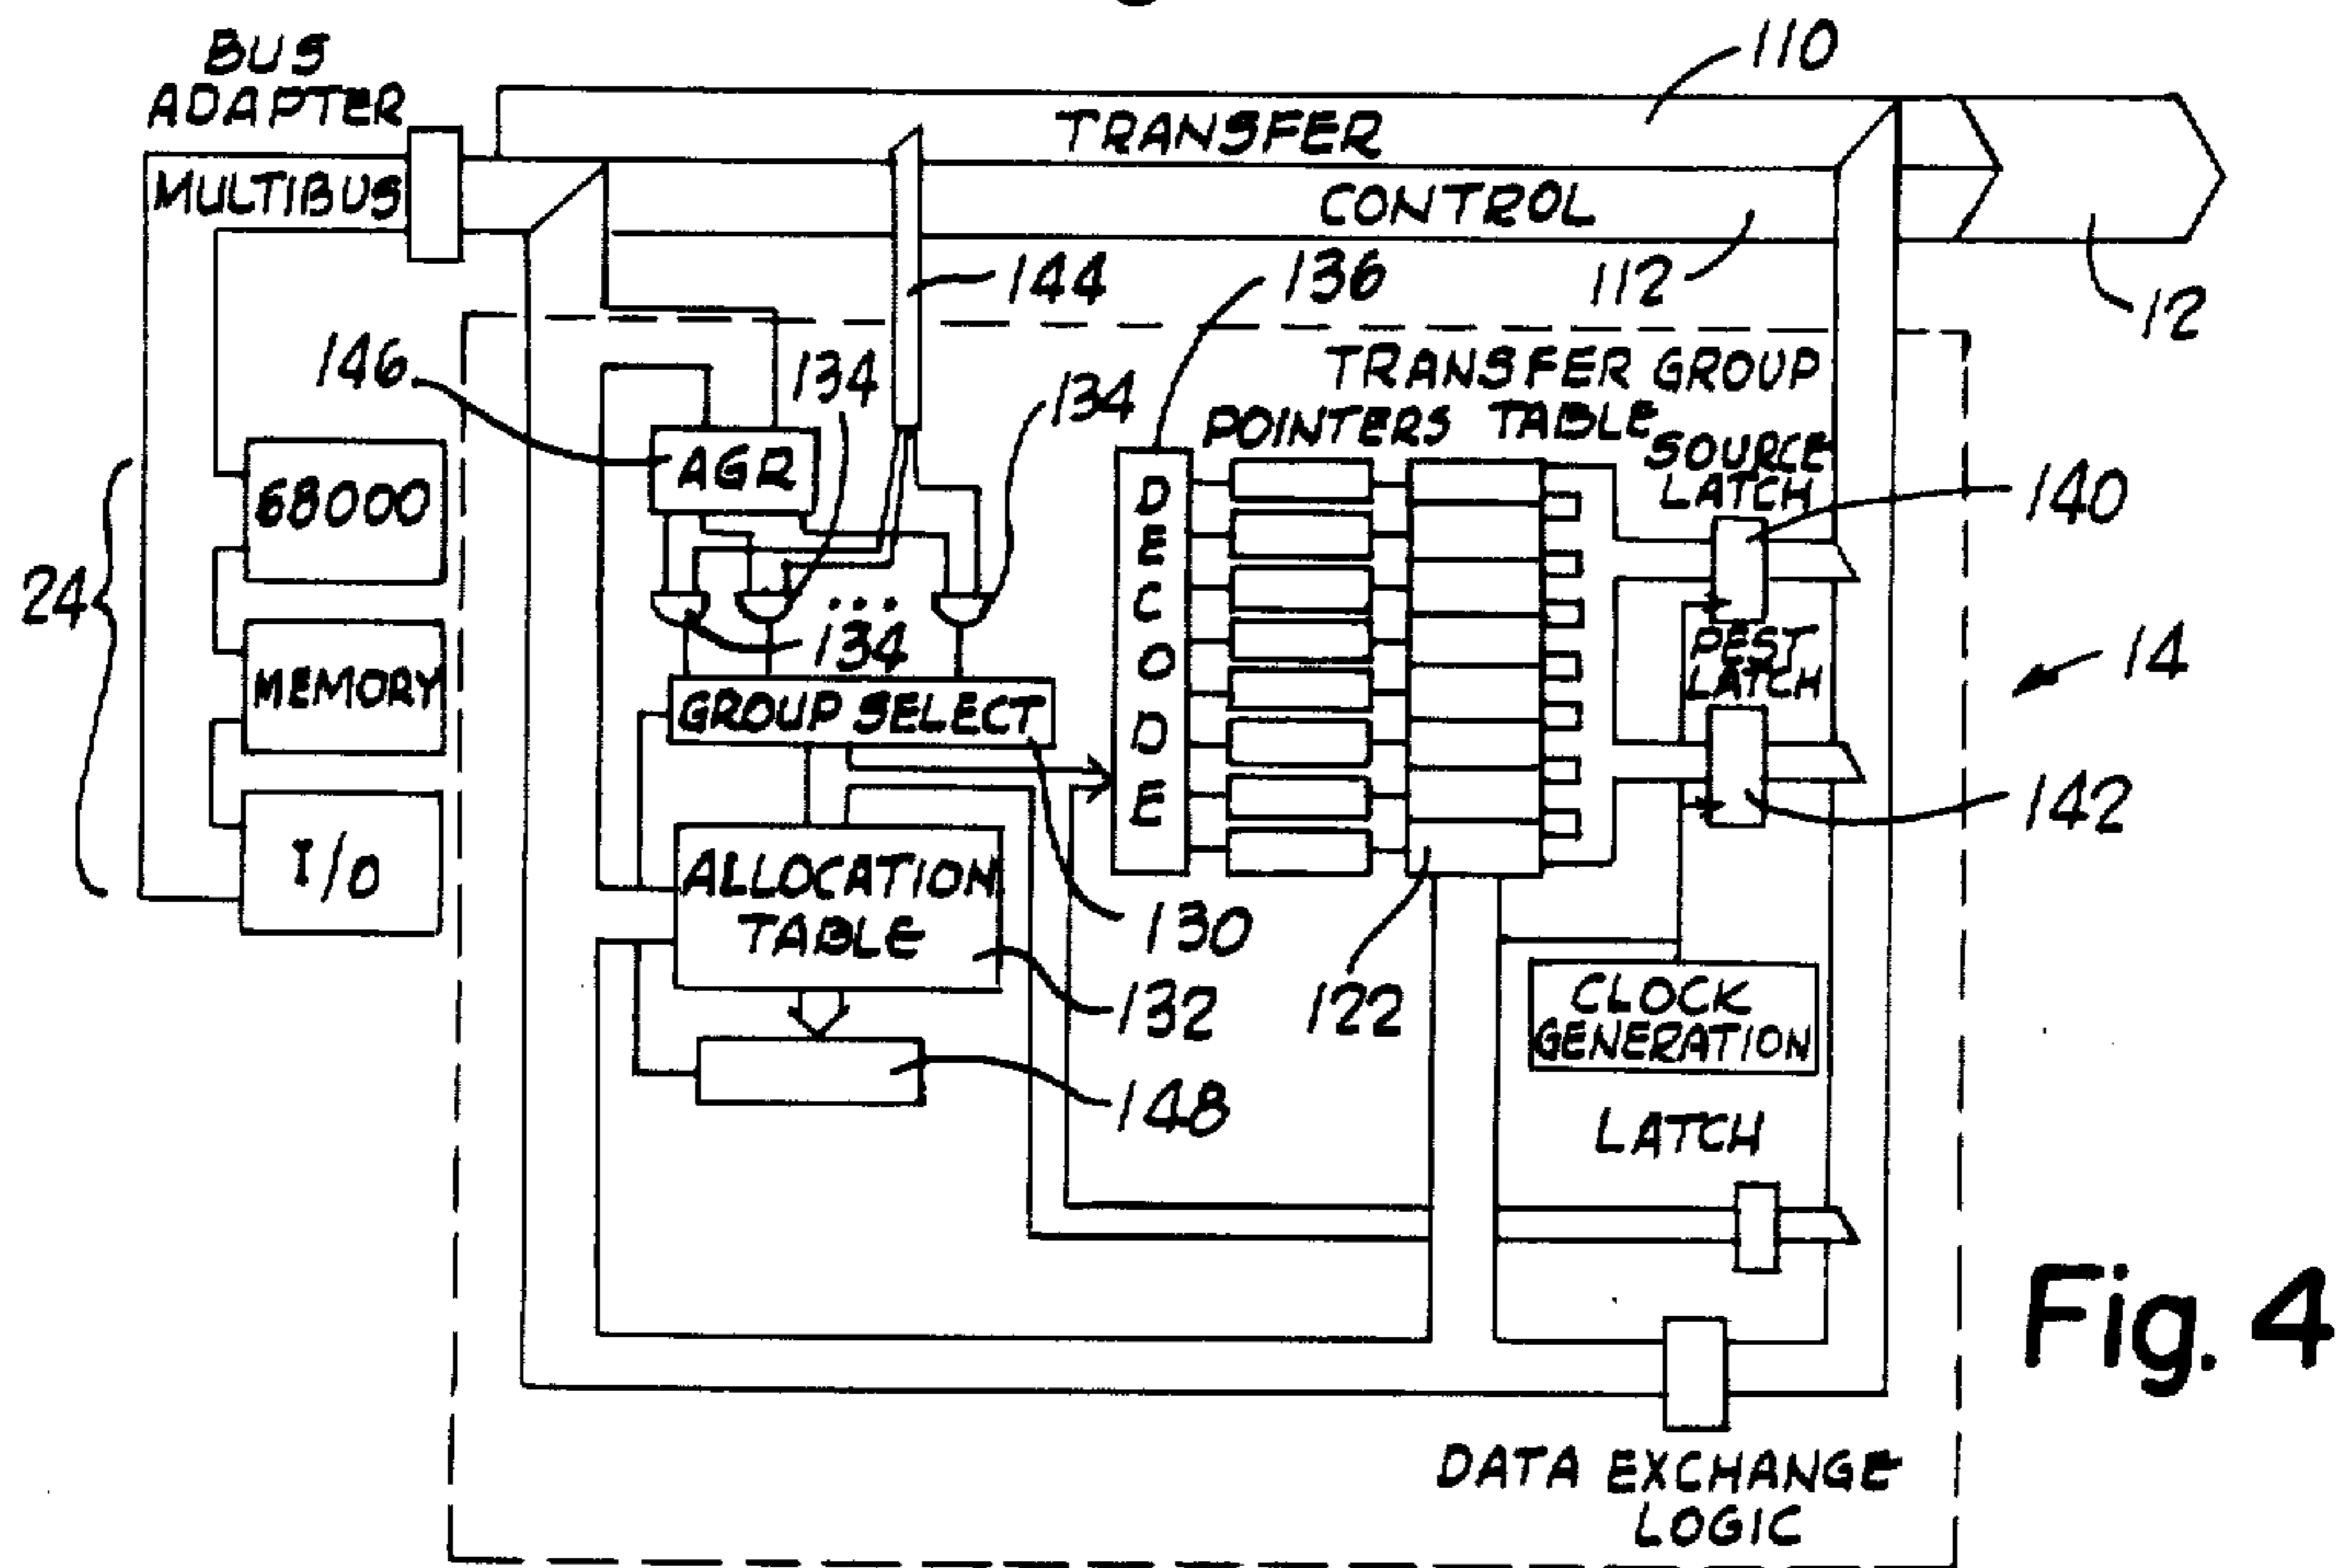 BUS
ADAPTER
110
TRANSFER
MULTIBUS
CONTROL
144
136
112
12
146
134
134
TRANSFER GROUP
POINTERS TABLE
SOURCE
LATCH
AGR
68000
D
E
C
O
D
E
140
24
134
DEST
LATCH
14
MEMORY
GROUP SELECT
142
I/O
ALLOCATION
TABLE
130
132
122
CLOCK
GENERATION
148
LATCH
Fig. 4
DATA EXCHANGE
LOGIC